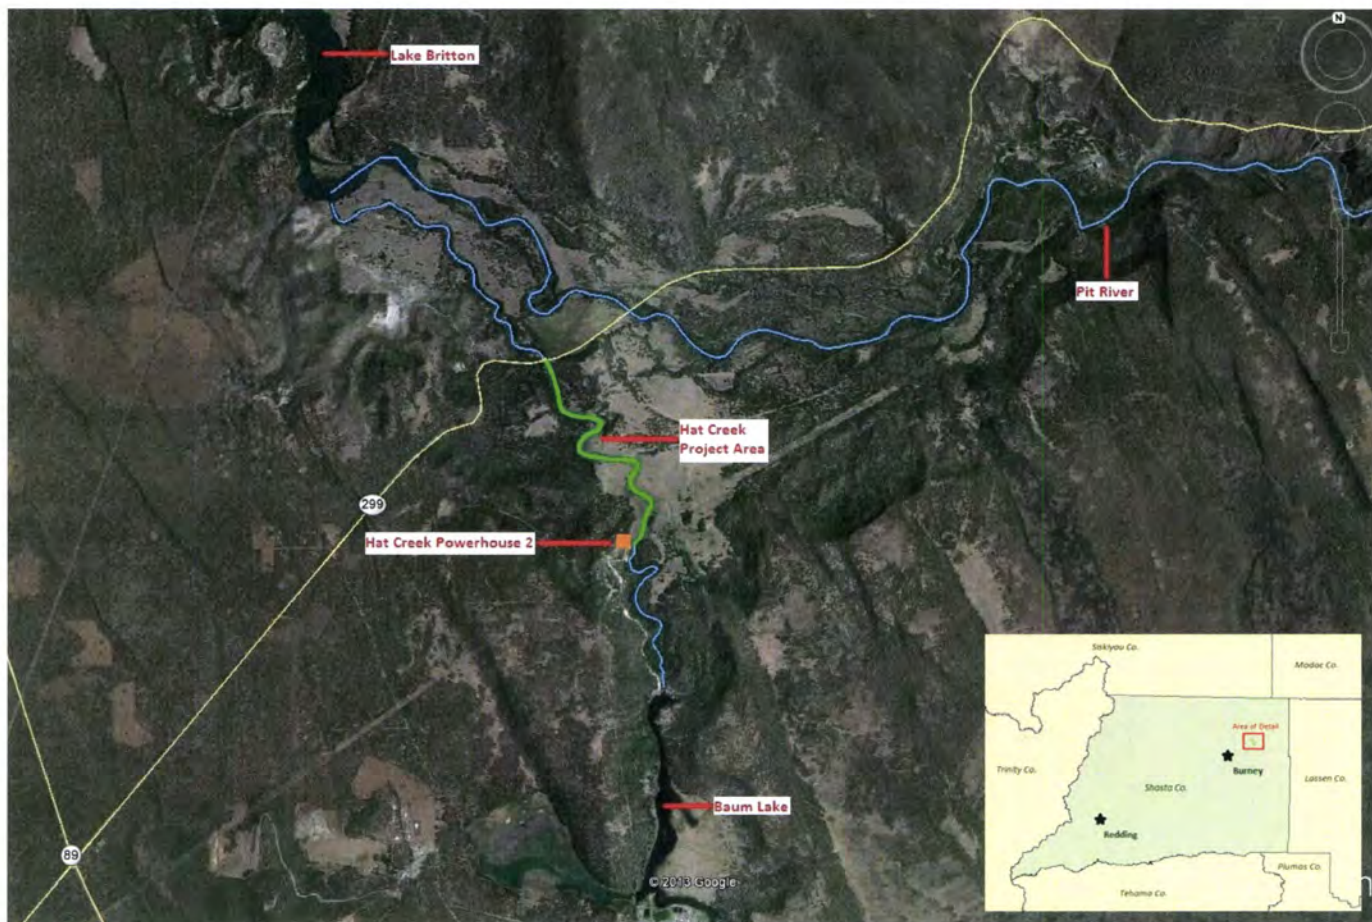 N
Lake Britton
Pit River
Hat Creek
Project Area
299
Hat Creek Powerhouse 2
Siskiyou Co.
Modoc Co.
Area of Detail
Burney
Trinity Co.
Lassen Co.
Shasta Co.
Baum Lake
Redding
89
Plumas Co.
© 2013 Google
Tehama Co.